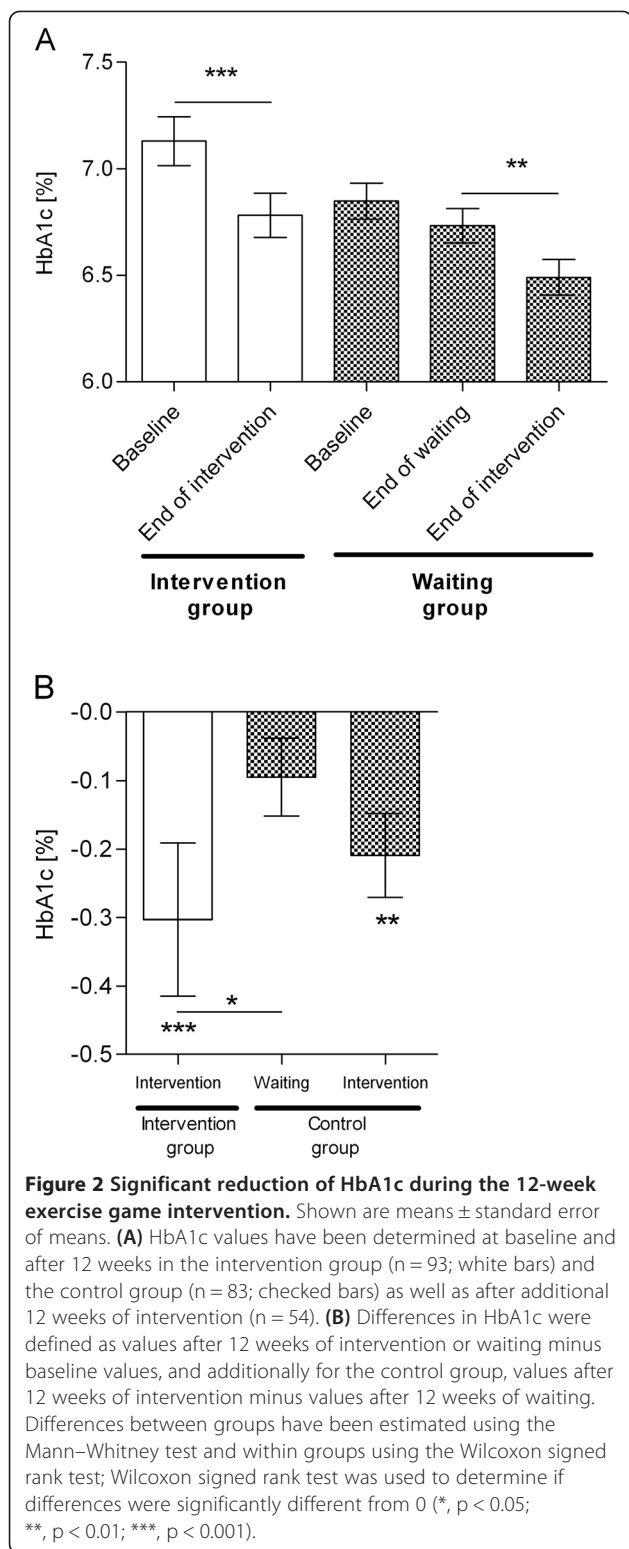 A
7.5
***
7.0
**
HbA1c [%]
6.5
6.0
Baseline
End of intervention
Baseline
End of waiting
End of intervention
Intervention group
Waiting group
B
-0.0
-0.1
-0.2
HbA1c [%]
-0.3
**
-0.4
*
***
-0.5
Intervention Waiting Intervention
Intervention group
Control group
Figure 2 Significant reduction of HbA1c during the 12-week
exercise game intervention. Shown are means ± standard error
of means. (A) HbA1c values have been determined at baseline and
after 12 weeks in the intervention group (n = 93; white bars) and
the control group (n = 83; checked bars) as well as after additional
12 weeks of intervention (n = 54). (B) Differences in HbA1c were
defined as values after 12 weeks of intervention or waiting minus
baseline values, and additionally for the control group, values after
12 weeks of intervention minus values after 12 weeks of waiting.
Differences between groups have been estimated using the
Mann–Whitney test and within groups using the Wilcoxon signed
rank test; Wilcoxon signed rank test was used to determine if
differences were significantly different from 0 (*, p < 0.05;
**, p < 0.01; ***, p < 0.001).